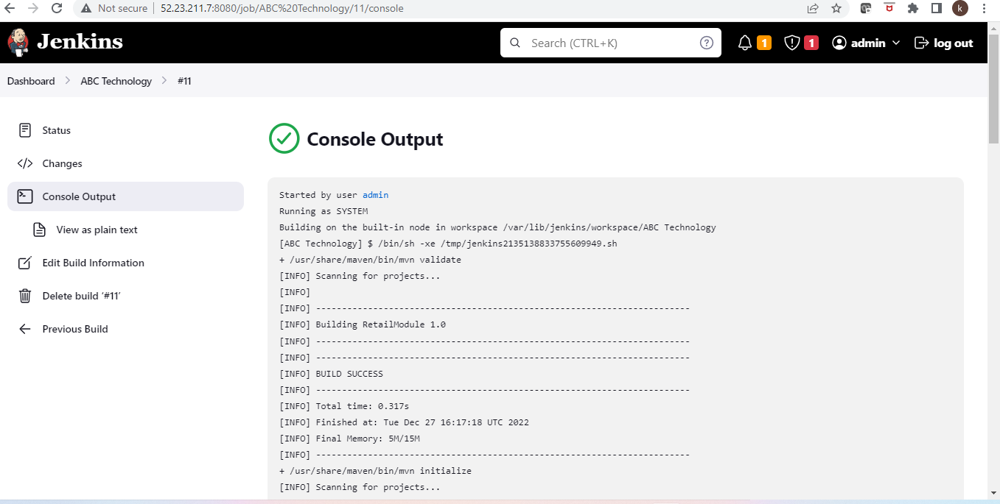 Not secure 52.23.211.7:8080/job/ABC%20Technology/11/console k
Jenkins Search (CTRL+K) ? 1 1 admin log out
Dashboard ABC Technology #11
Status
Changes
Console Output
View as plain text
Edit Build Information
Delete build ‘#11’
Previous Build
Console Output
Started by user admin
Running as SYSTEM
Building on the built-in node in workspace /var/lib/jenkins/workspace/ABC Technology
[ABC Technology] $ /bin/sh -xe /tmp/jenkins2135138833755609949.sh
+ /usr/share/maven/bin/mvn validate
[INFO] Scanning for projects...
[INFO]
[INFO] ------------------------------------------------------------------------
[INFO] Building RetailModule 1.0
[INFO] ------------------------------------------------------------------------
[INFO] ------------------------------------------------------------------------
[INFO] BUILD SUCCESS
[INFO] ------------------------------------------------------------------------
[INFO] Total time: 0.317s
[INFO] Finished at: Tue Dec 27 16:17:18 UTC 2022
[INFO] Final Memory: 5M/15M
[INFO] ------------------------------------------------------------------------
+ /usr/share/maven/bin/mvn initialize
[INFO] Scanning for projects...